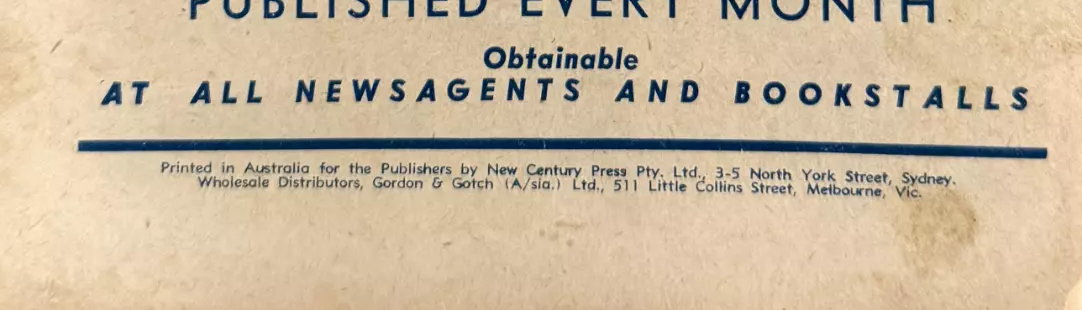 PUBLISHED EVERY MONTH
Obtainable
AT ALL NEWSAGENTS AND BOOKSTALLS
Printed in Australia for the Publishers by New Century Press Pty. Ltd., 3-5 North York Street, Sydney.
Wholesale Distributors, Gordon & Gotch (A/sia.) Ltd., 511 Little Collins Street, Melbourne, Vic.